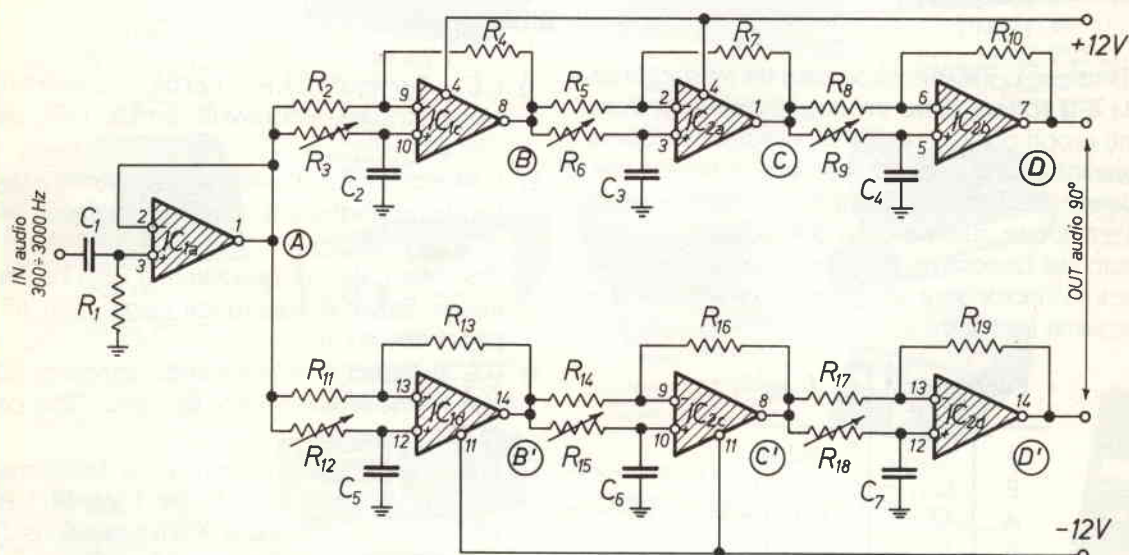 IN audio
300÷3000 Hz
C1
R1
2
3
IC1a
1
A
R2
R3
C2
9
10
IC1c
4
8
R4
B
R5
R6
C3
2
3
IC2a
4
1
R7
C
R8
R9
C4
6
5
IC2b
R10
D
+12V
OUT audio 90°
R11
R12
C5
13
12
IC1d
11
14
R13
B'
R14
R15
C6
9
10
IC2c
11
8
R16
C'
R17
R18
C7
13
12
IC2d
14
R19
D'
-12V